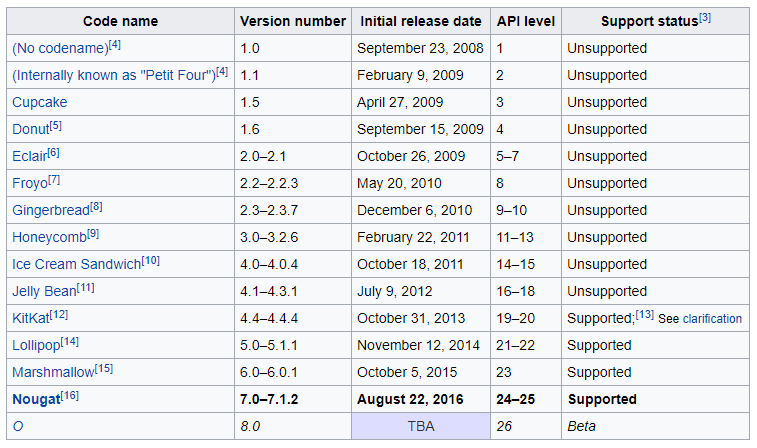 Code name Version number Initial release date API level Support status[3]
(No codename)[4] 1.0 September 23, 2008 1 Unsupported
(Internally known as "Petit Four")[4] 1.1 February 9, 2009 2 Unsupported
Cupcake 1.5 April 27, 2009 3 Unsupported
Donut[5] 1.6 September 15, 2009 4 Unsupported
Eclair[6] 2.0–2.1 October 26, 2009 5–7 Unsupported
Froyo[7] 2.2–2.2.3 May 20, 2010 8 Unsupported
Gingerbread[8] 2.3–2.3.7 December 6, 2010 9–10 Unsupported
Honeycomb[9] 3.0–3.2.6 February 22, 2011 11–13 Unsupported
Ice Cream Sandwich[10] 4.0–4.0.4 October 18, 2011 14–15 Unsupported
Jelly Bean[11] 4.1–4.3.1 July 9, 2012 16–18 Unsupported
KitKat[12] 4.4–4.4.4 October 31, 2013 19–20 Supported;[13] See clarification
Lollipop[14] 5.0–5.1.1 November 12, 2014 21–22 Supported
Marshmallow[15] 6.0–6.0.1 October 5, 2015 23 Supported
Nougat[16] 7.0–7.1.2 August 22, 2016 24–25 Supported
O 8.0 TBA 26 Beta